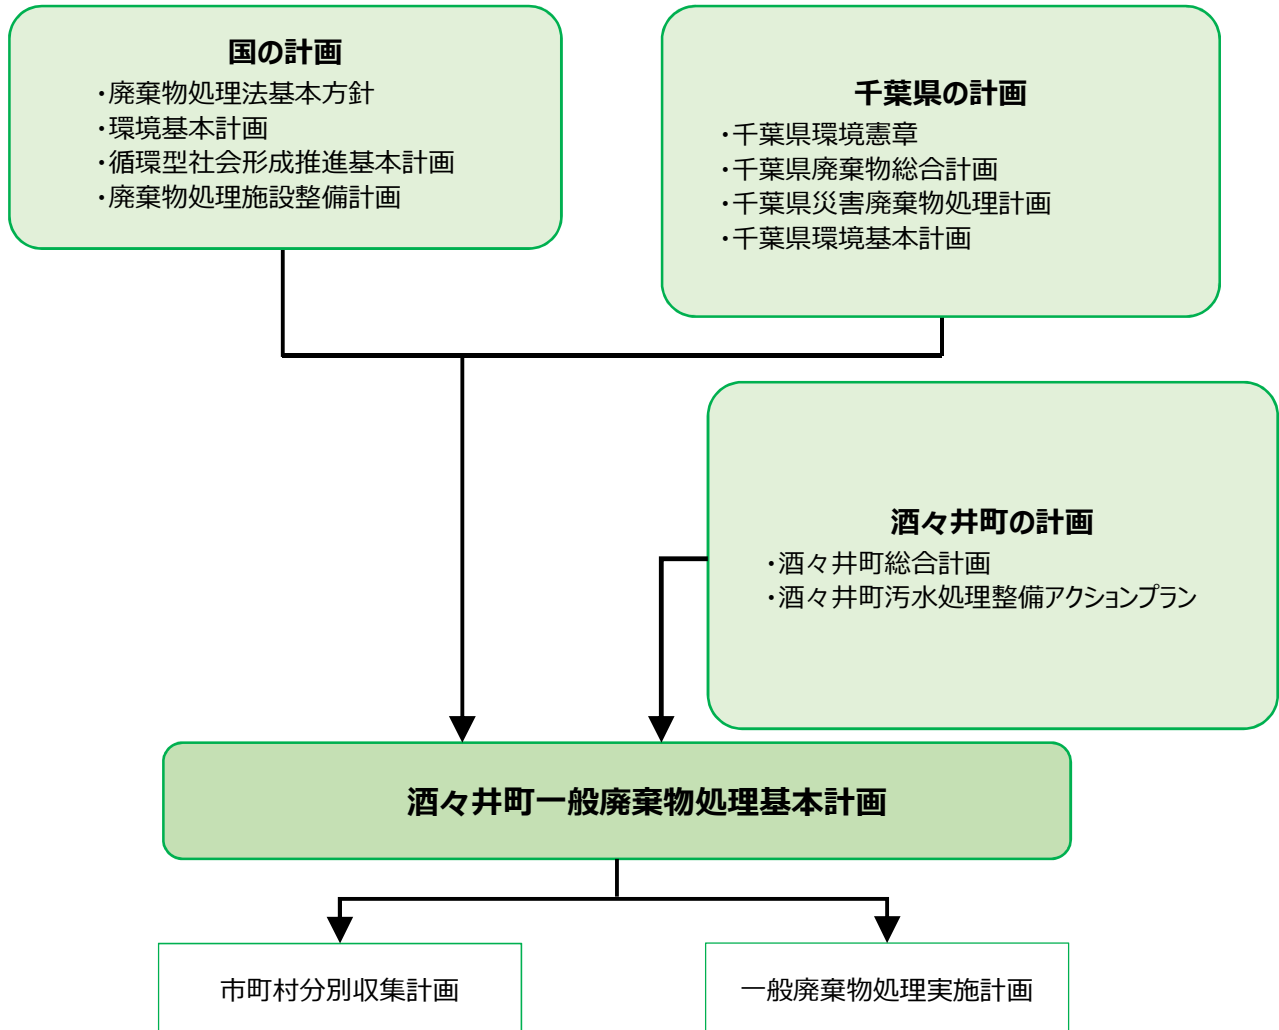 国の計画
・廃棄物処理法基本方針
・環境基本計画
・循環型社会形成推進基本計画
・廃棄物処理施設整備計画
千葉県の計画
・千葉県環境憲章
・千葉県廃棄物総合計画
・千葉県災害廃棄物処理計画
・千葉県環境基本計画
酒々井町の計画
・酒々井町総合計画
・酒々井町汚水処理整備アクションプラン
酒々井町一般廃棄物処理基本計画
市町村分別収集計画
一般廃棄物処理実施計画